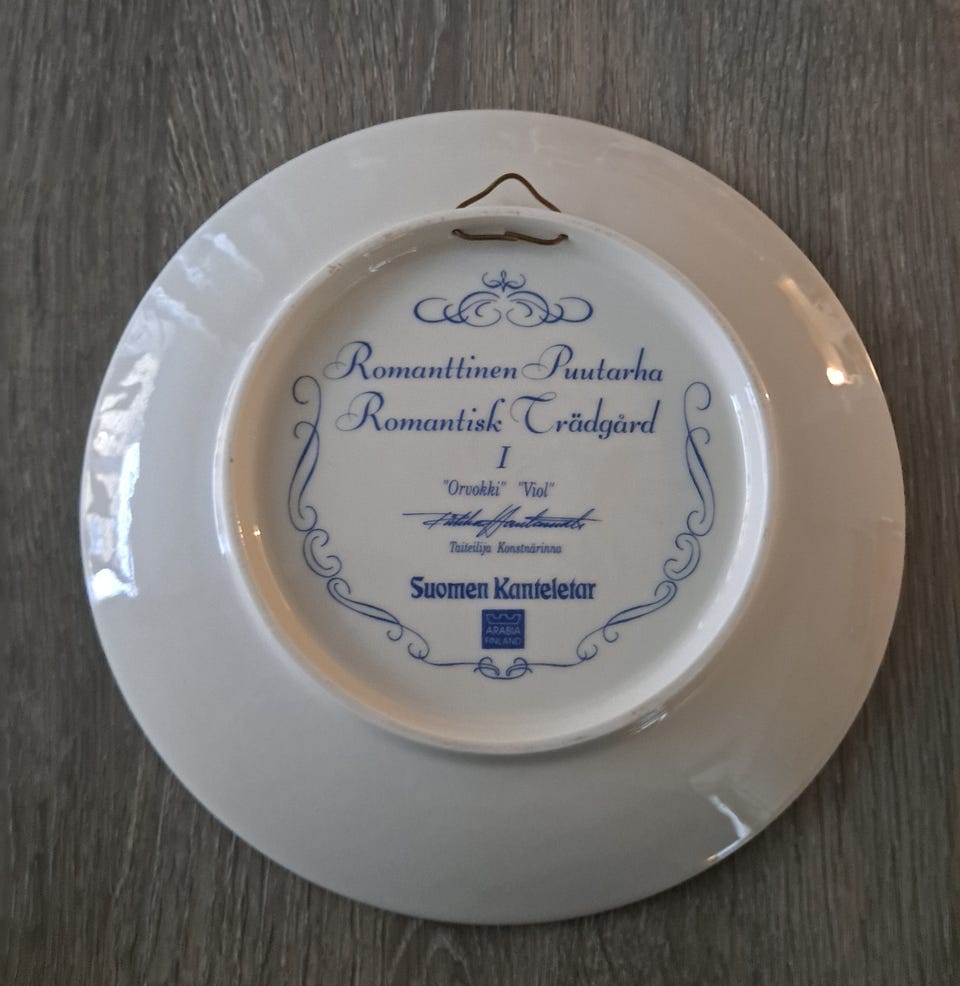 Romanttinen Puutarha
Romantisk Trädgård
I
"Orvokki" "Viol"
Taiteilija Konstnärinna
Suomen Kanteletar
ARABIA
FINLAND